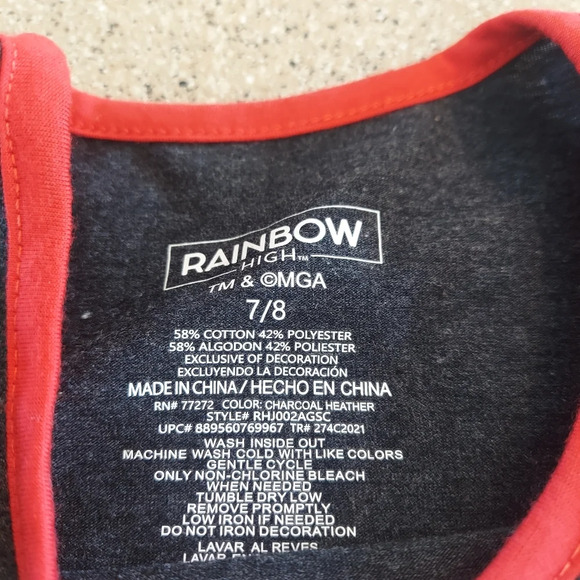 RAINBOW
HIGH™
TM & ©MGA
7/8
58% COTTON 42% POLYESTER
58% ALGODON 42% POLIESTER
EXCLUSIVE OF DECORATION
EXCLUYENDO LA DECORACIÓN
MADE IN CHINA / HECHO EN CHINA
RN# 77272 COLOR: CHARCOAL HEATHER
STYLE# RHJ002AGSC
UPC# 889560769967 TR# 274C2021
WASH INSIDE OUT
MACHINE WASH COLD WITH LIKE COLORS
GENTLE CYCLE
ONLY NON-CHLORINE BLEACH
WHEN NEEDED
TUMBLE DRY LOW
REMOVE PROMPTLY
LOW IRON IF NEEDED
DO NOT IRON DECORATION
LAVAR AL REVES
LAVAR